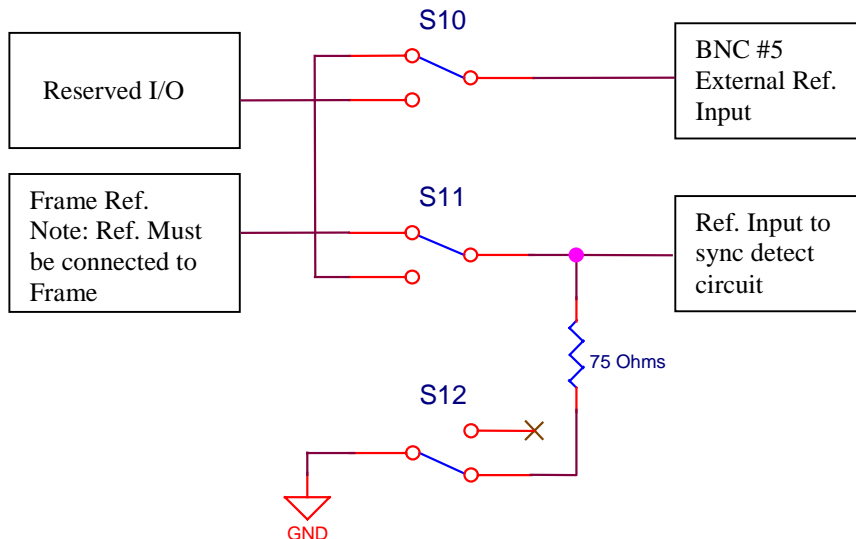 S10
Reserved I/O
BNC #5
External Ref.
Input
Frame Ref.
Note: Ref. Must
be connected to
Frame
S11
Ref. Input to
sync detect
circuit
75 Ohms
S12
GND